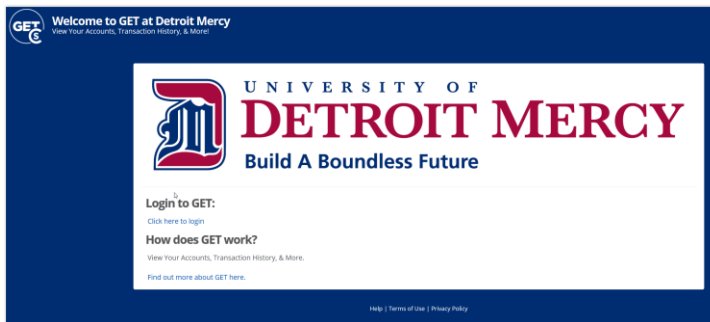 GET
CS
Welcome to GET at Detroit Mercy
View Your Accounts, Transaction History, & More!
UNIVERSITY OF
DETROIT MERCY
Build A Boundless Future
Login to GET:
Click here to login
How does GET work?
View Your Accounts, Transaction History, & More.
Find out more about GET here.
Help | Terms of Use | Privacy Policy